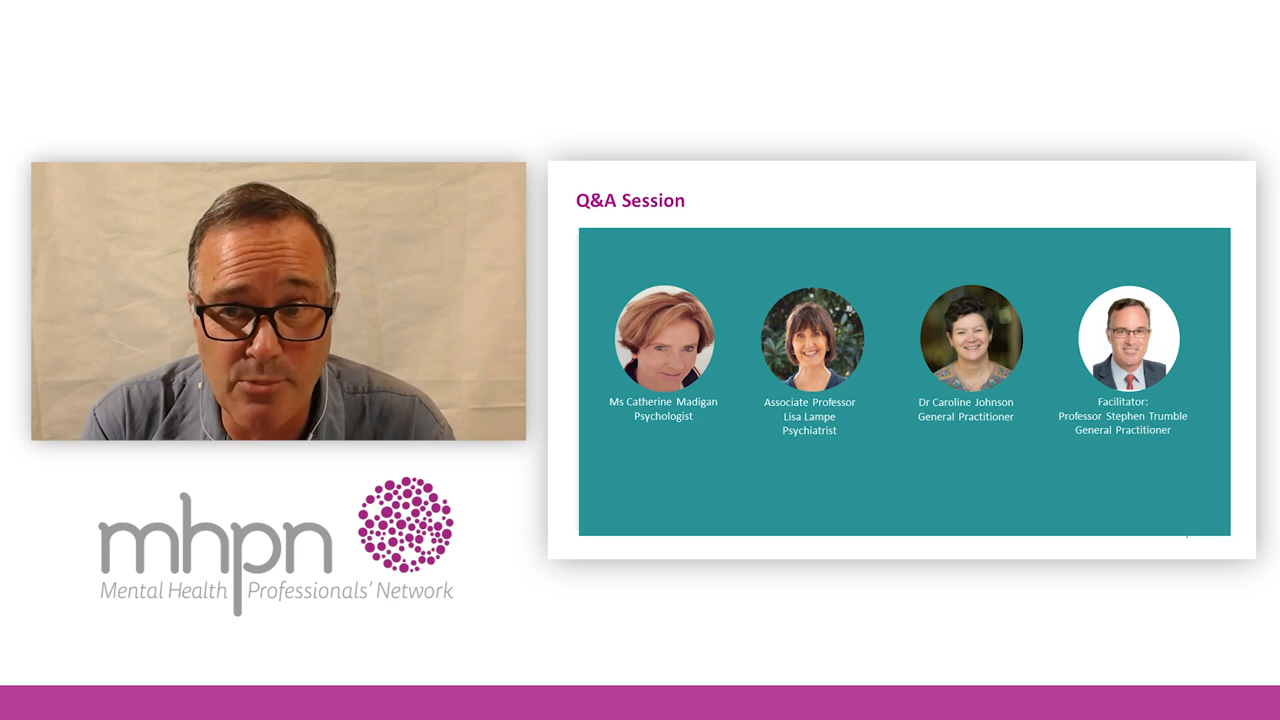 Q&A Session
Ms Catherine Madigan
Psychologist
Associate Professor
Lisa Lampe
Psychiatrist
Dr Caroline Johnson
General Practitioner
Facilitator:
Professor Stephen Trumble
General Practitioner
mhpn
Mental Health Professionals' Network